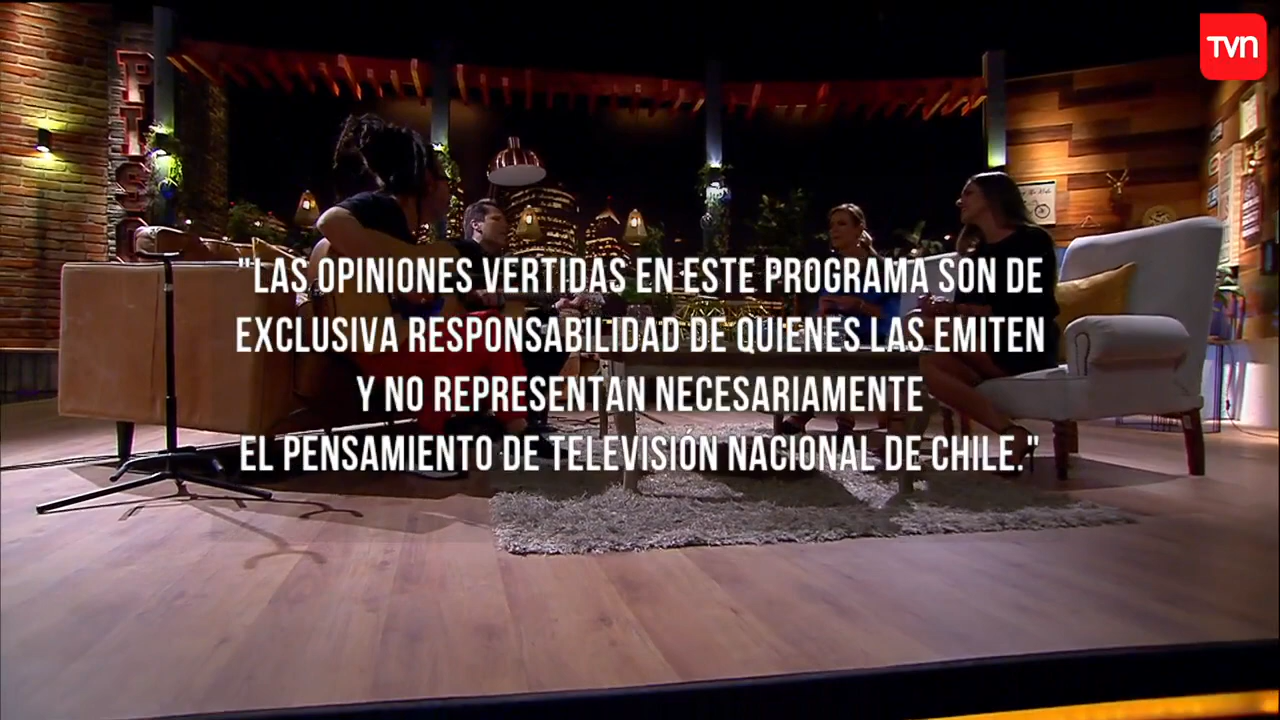 TVN
PISO
"LAS OPINIONES VERTIDAS EN ESTE PROGRAMA SON DE
EXCLUSIVA RESPONSABILIDAD DE QUIENES LAS EMITEN
Y NO REPRESENTAN NECESARIAMENTE
EL PENSAMIENTO DE TELEVISIÓN NACIONAL DE CHILE."